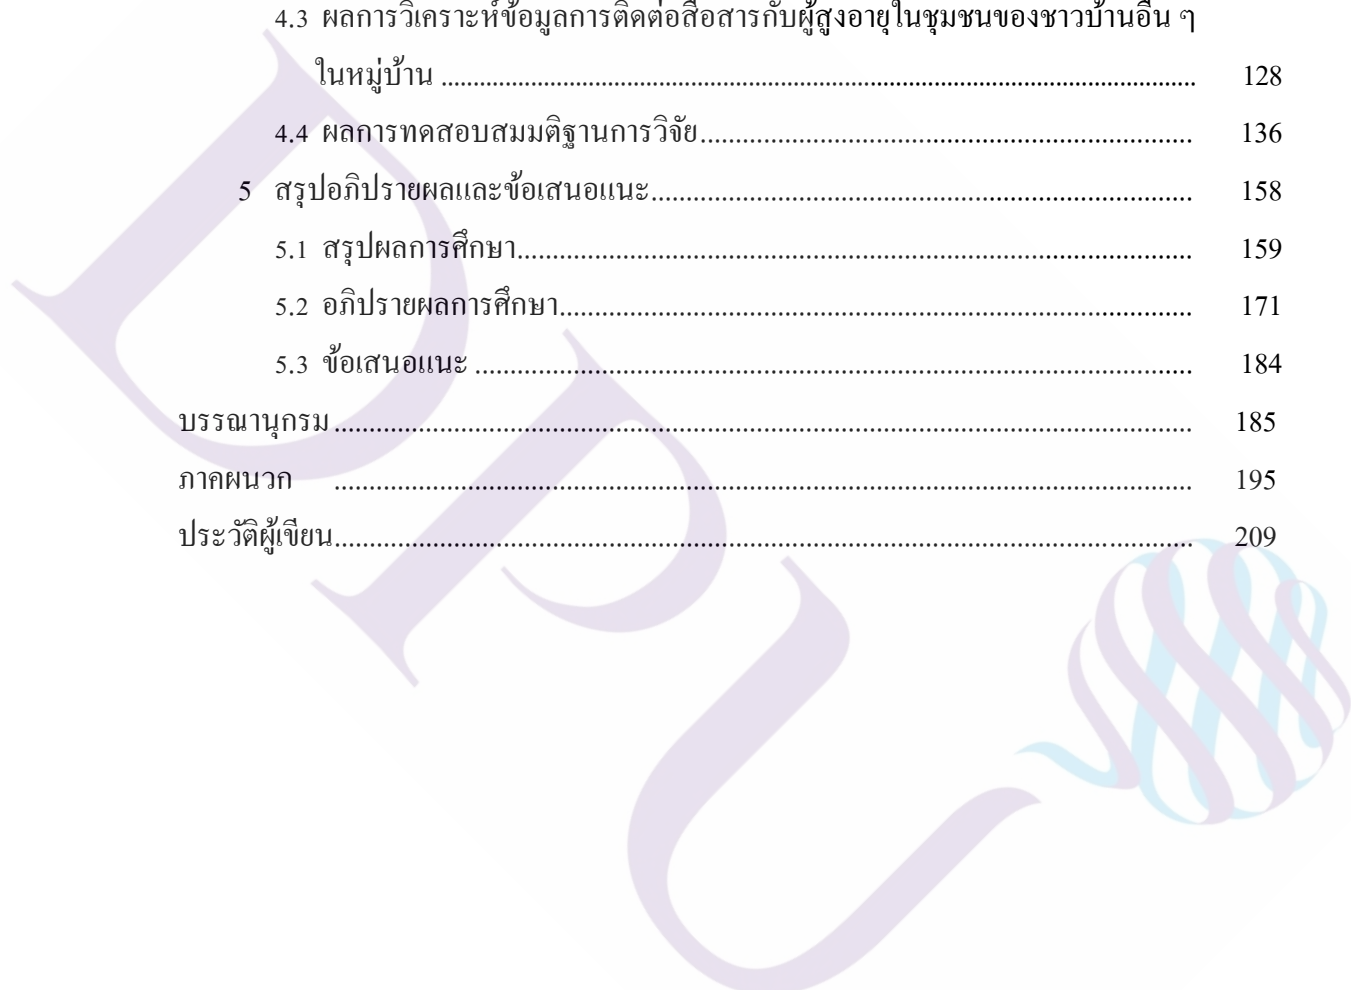 4.3 ผลการวิเคราะห์ข้อมูลการติดต่อสื่อสารกับผู้สูงอายุในชุมชนของชาวบ้านอื่น ๆ
ในหมู่บ้าน ........................................................................................................ 128
4.4 ผลการทดสอบสมมติฐานการวิจัย.................................................................... 136
5 สรุปอภิปรายผลและข้อเสนอแนะ.......................................................................... 158
5.1 สรุปผลการศึกษา............................................................................................. 159
5.2 อภิปรายผลการศึกษา....................................................................................... 171
5.3 ข้อเสนอแนะ ................................................................................................... 184
บรรณานุกรม ........................................................................................................................ 185
ภาคผนวก ........................................................................................................................ 195
ประวัติผู้เขียน........................................................................................................................ 209
DPU